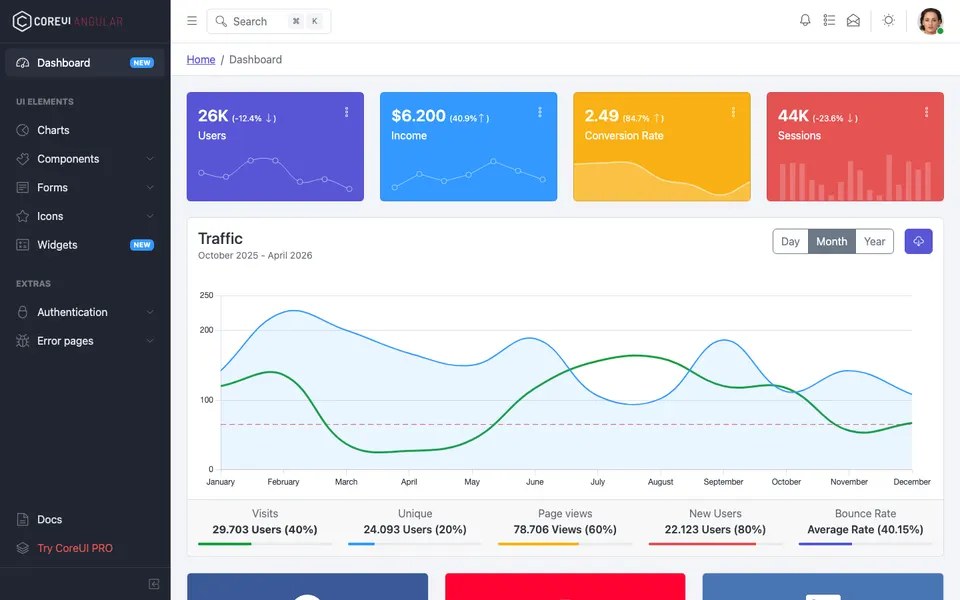 COREUI ANGULAR
Search ⌘ K
Dashboard NEW
Home / Dashboard
UI ELEMENTS
Charts
Components
Forms
Icons
Widgets NEW
EXTRAS
Authentication
Error pages
Docs
Try CoreUI PRO
26K (-12.4% ↓)
Users
$6.200 (40.9% ↑)
Income
2.49 (84.7% ↑)
Conversion Rate
44K (-23.6% ↓)
Sessions
Traffic
October 2025 - April 2026
Day Month Year
250
200
100
0
January February March April May June July August September October November December
Visits
29.703 Users (40%)
Unique
24.093 Users (20%)
Page views
78.706 Views (60%)
New Users
22.123 Users (80%)
Bounce Rate
Average Rate (40.15%)